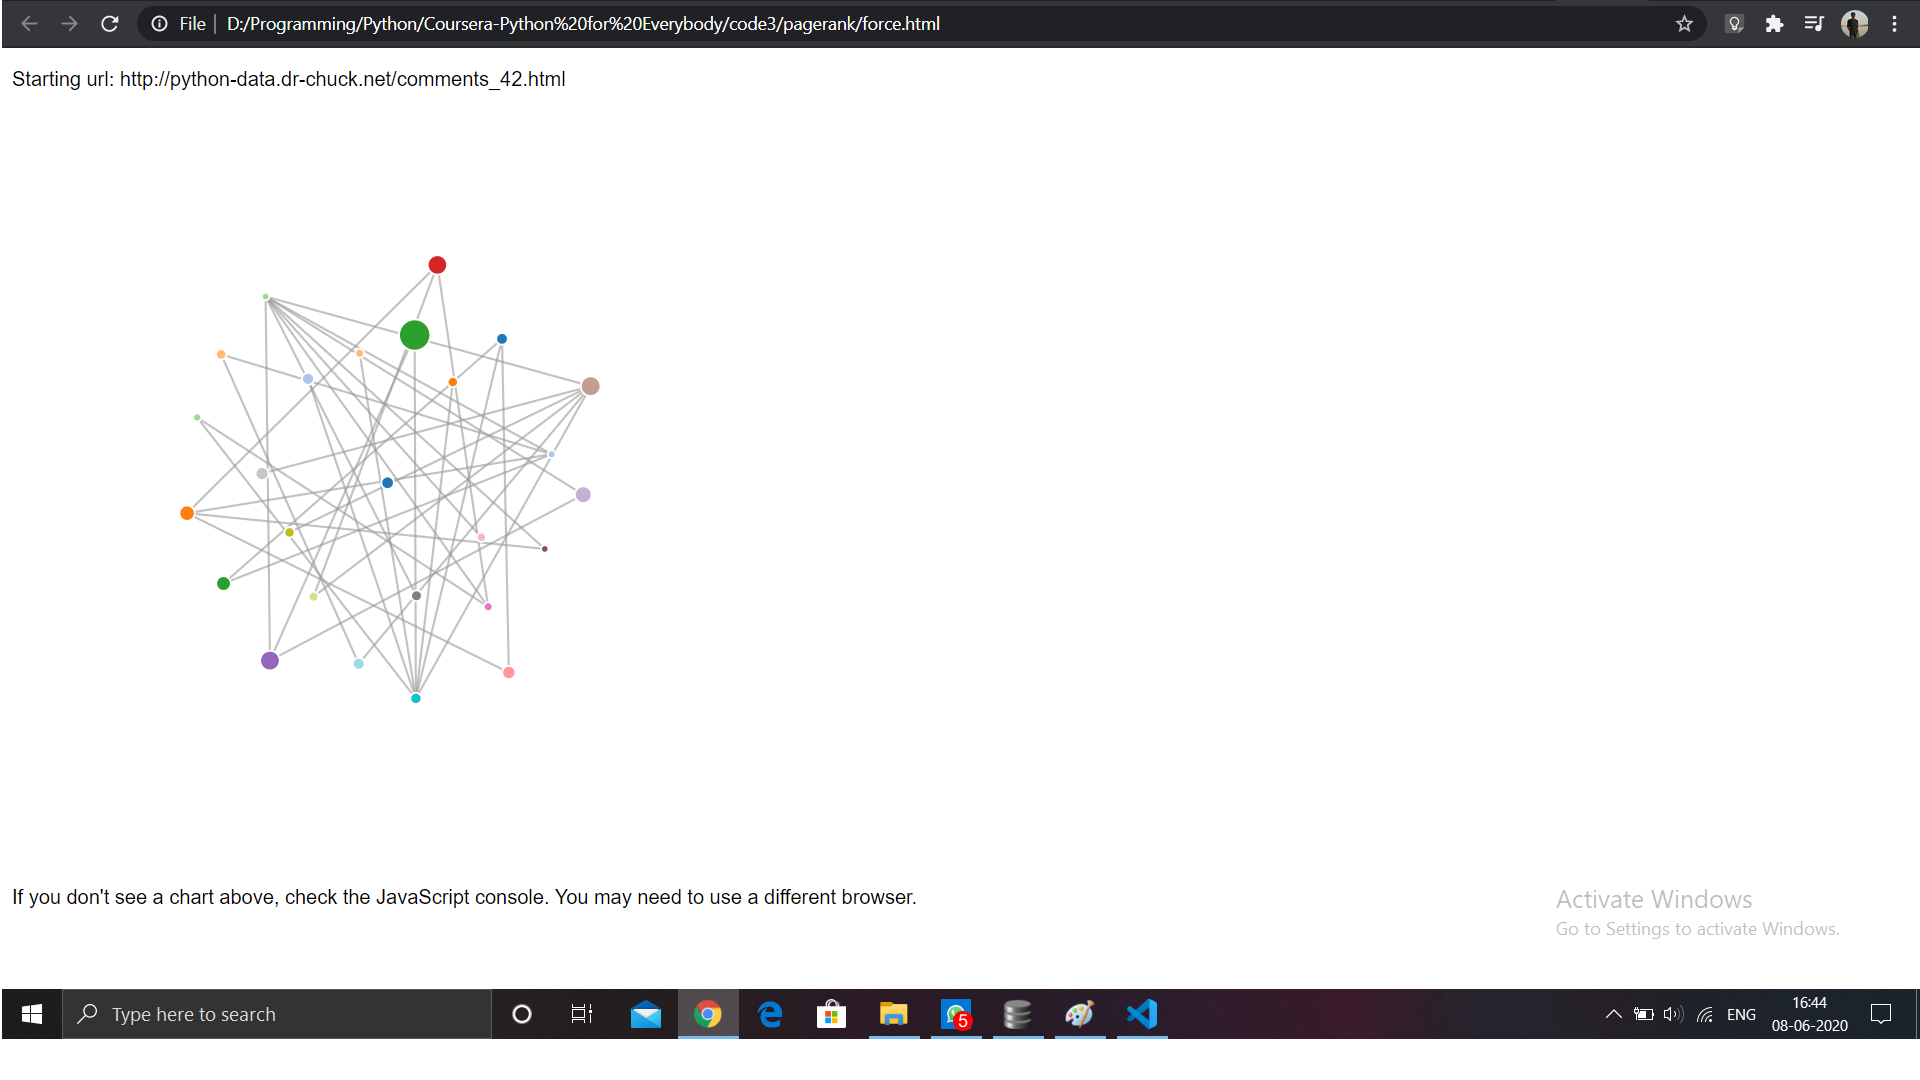 File
D:/Programming/Python/Coursera-Python%20for%20Everybody/code3/pagerank/force.html
Starting url: http://python-data.dr-chuck.net/comments_42.html
If you don't see a chart above, check the JavaScript console. You may need to use a different browser.
Activate Windows
Go to Settings to activate Windows.
Type here to search
5
ENG
16:44
08-06-2020